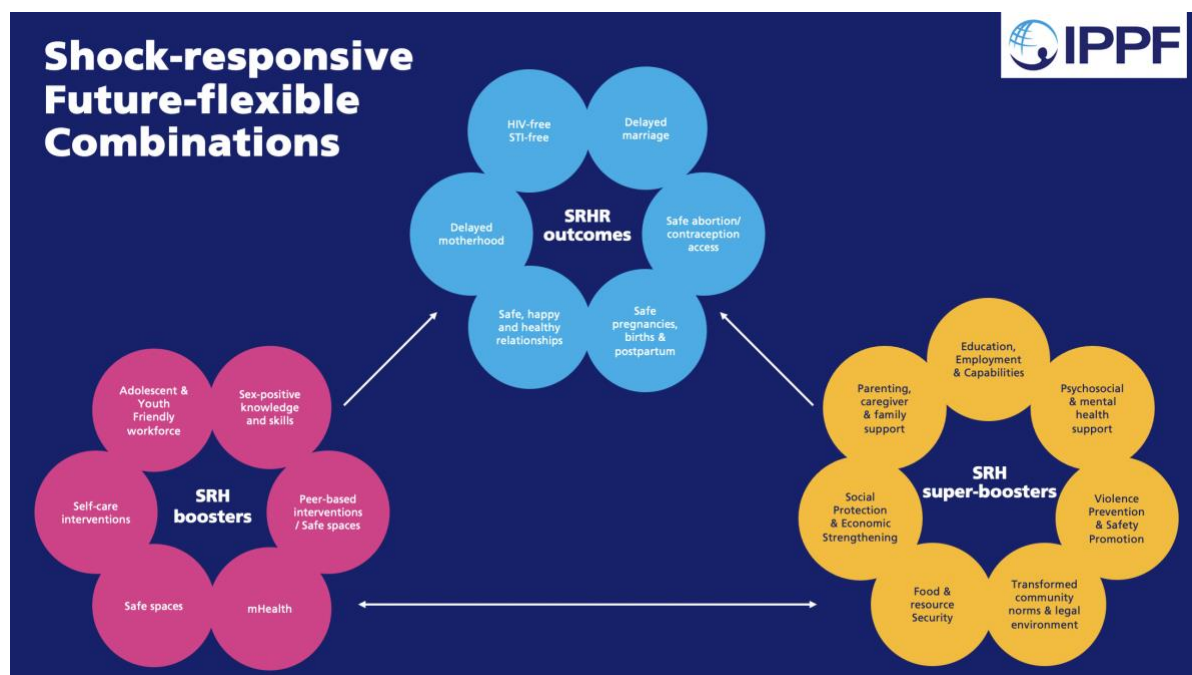 Shock-responsive
Future-flexible
Combinations
IPPF
HIV-free
STI-free
Delayed
marriage
Delayed
motherhood
SRHR
outcomes
Safe abortion/
contraception
access
Safe, happy
and healthy
relationships
Safe
pregnancies,
births &
postpartum
Adolescent &
Youth
Friendly
workforce
Sex-positive
knowledge
and skills
Self-care
interventions
SRH
boosters
Peer-based
interventions
/ Safe spaces
Safe spaces
mHealth
Education,
Employment
& Capabilities
Parenting,
caregiver
& family
support
Psychosocial
& mental
health
support
SRH
super-boosters
Social
Protection
& Economic
Strengthening
Violence
Prevention
& Safety
Promotion
Food &
resource
Security
Transformed
community
norms & legal
environment